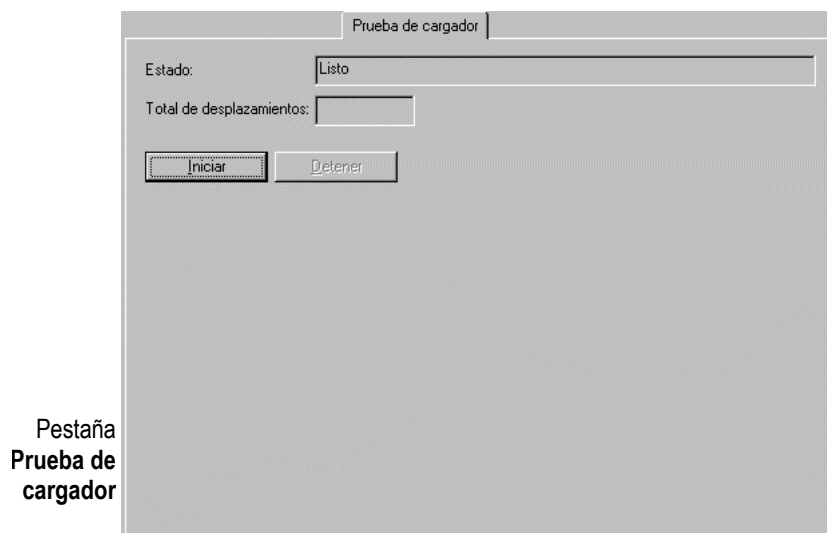 Prueba de cargador
Estado:
Listo
Total de desplazamientos:
Iniciar
Detener
Pestaña
Prueba de
cargador